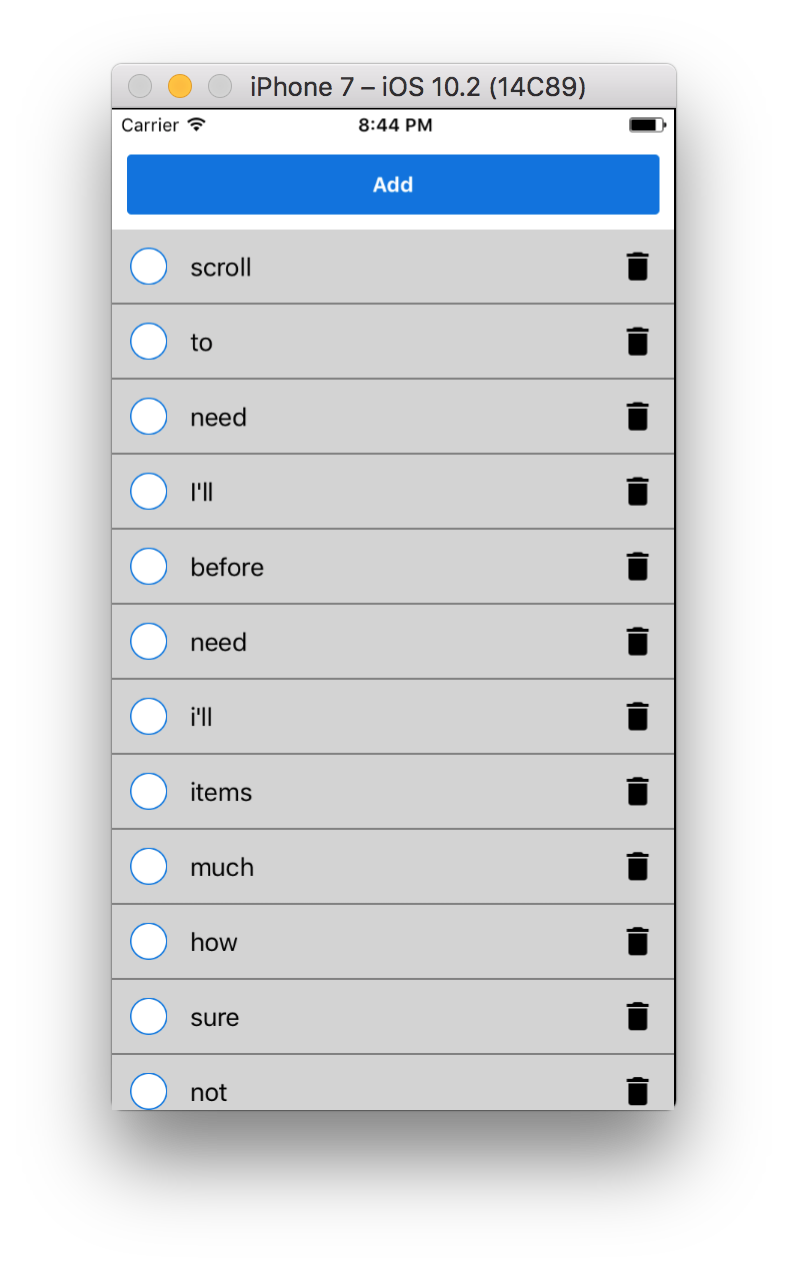 iPhone 7 – iOS 10.2 (14C89)
Carrier 8:44 PM
Add
scroll
to
need
I'll
before
need
i'll
items
much
how
sure
not